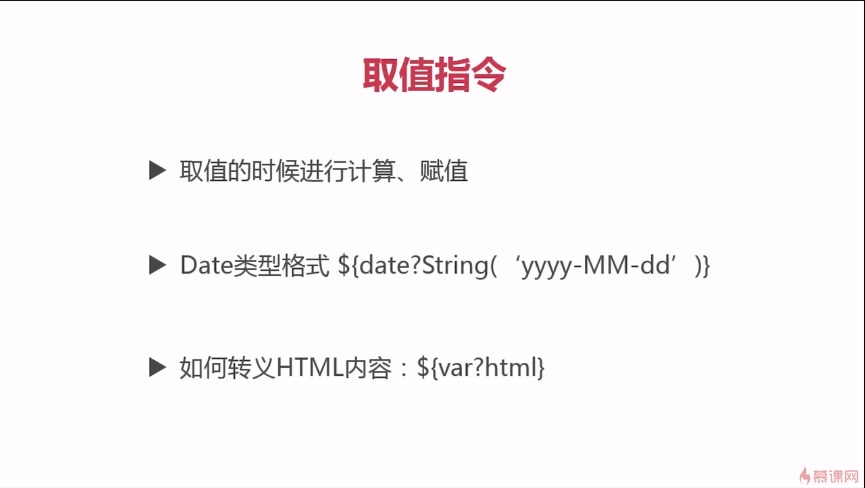 取值指令
▶ 取值的时候进行计算、赋值
▶ Date类型格式 ${date?String(‘yyyy-MM-dd’)}
▶ 如何转义HTML内容：${var?html}
慕课网